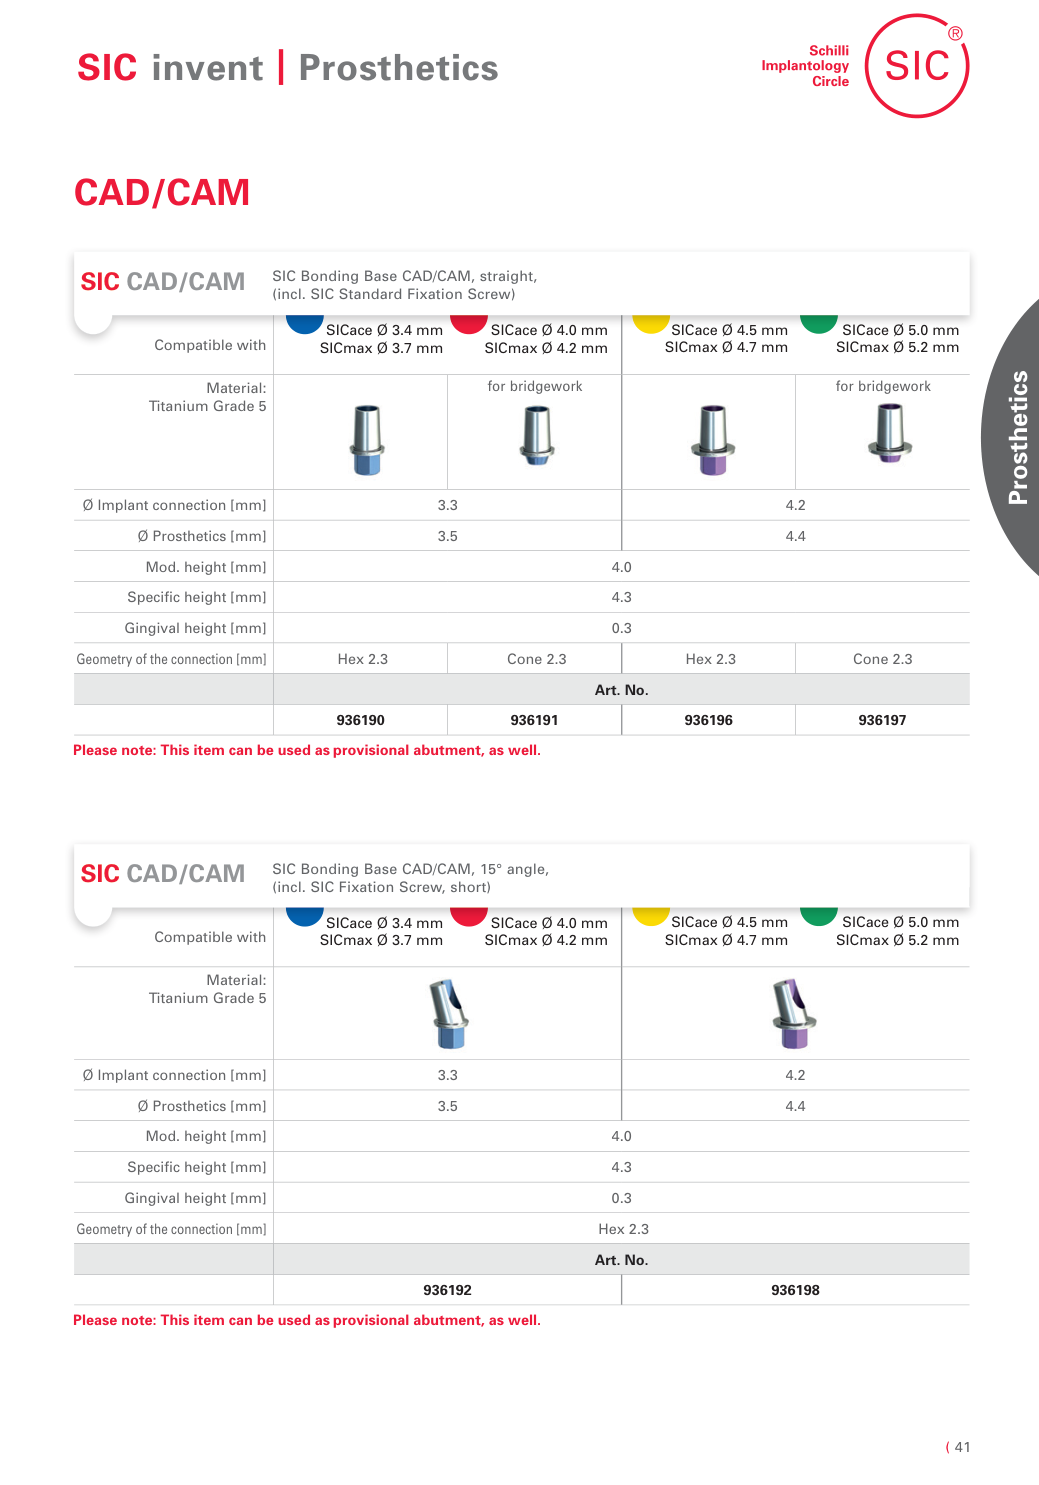 SIC invent | Prosthetics
Schilli
Implantology
Circle
SIC®
CAD/CAM
SIC CAD/CAM
SIC Bonding Base CAD/CAM, straight,
(incl. SIC Standard Fixation Screw)
Compatible with
SICace Ø 3.4 mm
SICmax Ø 3.7 mm
SICace Ø 4.0 mm
SICmax Ø 4.2 mm
SICace Ø 4.5 mm
SICmax Ø 4.7 mm
SICace Ø 5.0 mm
SICmax Ø 5.2 mm
Material:
Titanium Grade 5
for bridgework
for bridgework
Ø Implant connection [mm] 3.3 4.2
Ø Prosthetics [mm] 3.5 4.4
Mod. height [mm] 4.0
Specific height [mm] 4.3
Gingival height [mm] 0.3
Geometry of the connection [mm] Hex 2.3 Cone 2.3 Hex 2.3 Cone 2.3
Art. No.
936190 936191 936196 936197
Please note: This item can be used as provisional abutment, as well.
Prosthetics
SIC CAD/CAM
SIC Bonding Base CAD/CAM, 15° angle,
(incl. SIC Fixation Screw, short)
Compatible with
SICace Ø 3.4 mm
SICmax Ø 3.7 mm
SICace Ø 4.0 mm
SICmax Ø 4.2 mm
SICace Ø 4.5 mm
SICmax Ø 4.7 mm
SICace Ø 5.0 mm
SICmax Ø 5.2 mm
Material:
Titanium Grade 5
Ø Implant connection [mm] 3.3 4.2
Ø Prosthetics [mm] 3.5 4.4
Mod. height [mm] 4.0
Specific height [mm] 4.3
Gingival height [mm] 0.3
Geometry of the connection [mm] Hex 2.3
Art. No.
936192 936198
Please note: This item can be used as provisional abutment, as well.
( 41